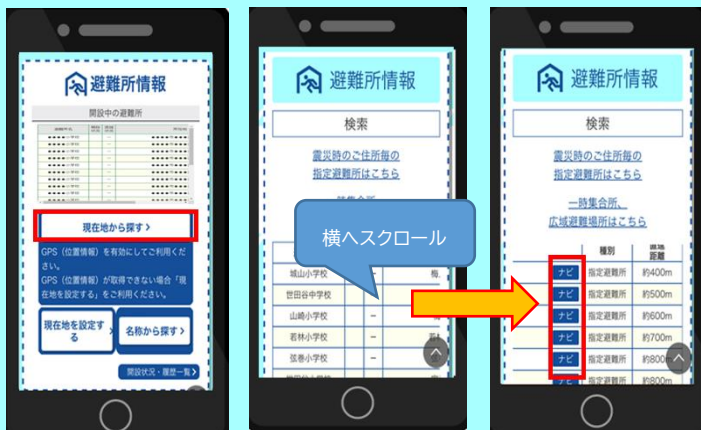 避難所情報
開設中の避難所
現在地から探す >
GPS（位置情報）を有効にしてご利用くだ
さい。
GPS（位置情報）が取得できない場合「現
在地を設定する」をご利用ください。
現在地を設定す
る >
名称から探す >
開設状況・履歴一覧 >
避難所情報
検索
震災時のご住所毎の
指定避難所はこちら
横へスクロール
城山小学校 －
世田谷中学校
山崎小学校 －
若林小学校 －
弦巻小学校 －
避難所情報
検索
震災時のご住所毎の
指定避難所はこちら
一時集合所、
広域避難場所はこちら
種別 直線
距離
ナビ 指定避難所 約400m
ナビ 指定避難所 約500m
ナビ 指定避難所 約600m
ナビ 指定避難所 約700m
ナビ 指定避難所 約800
ナビ 指定避難所 約800m